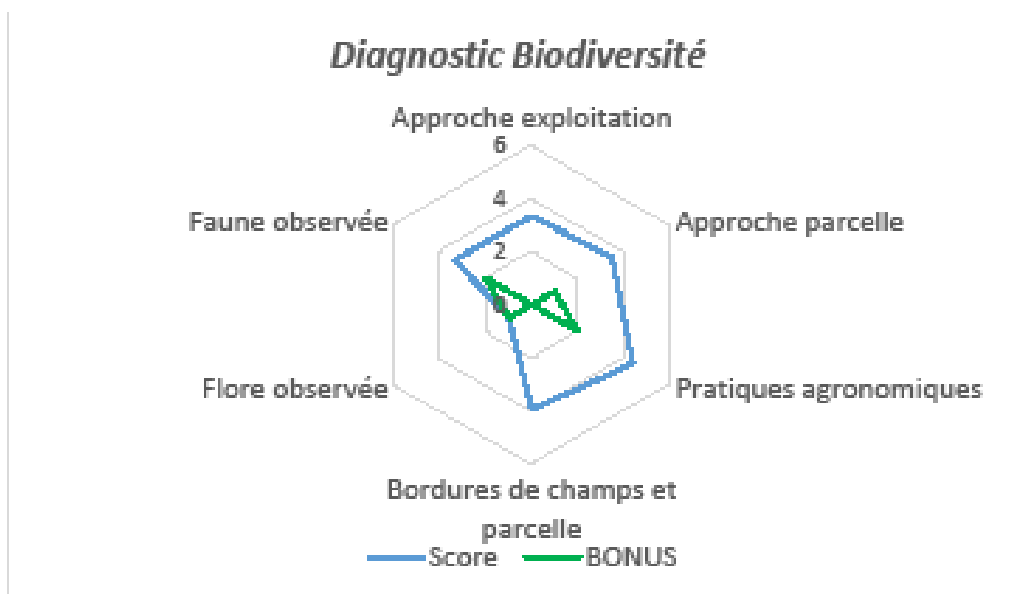 Diagnostic Biodiversité
Approche exploitation
6
Faune observée
4
Approche parcelle
2
0
Flore observée
Pratiques agronomiques
Bordures de champs et
parcelle
Score BONUS